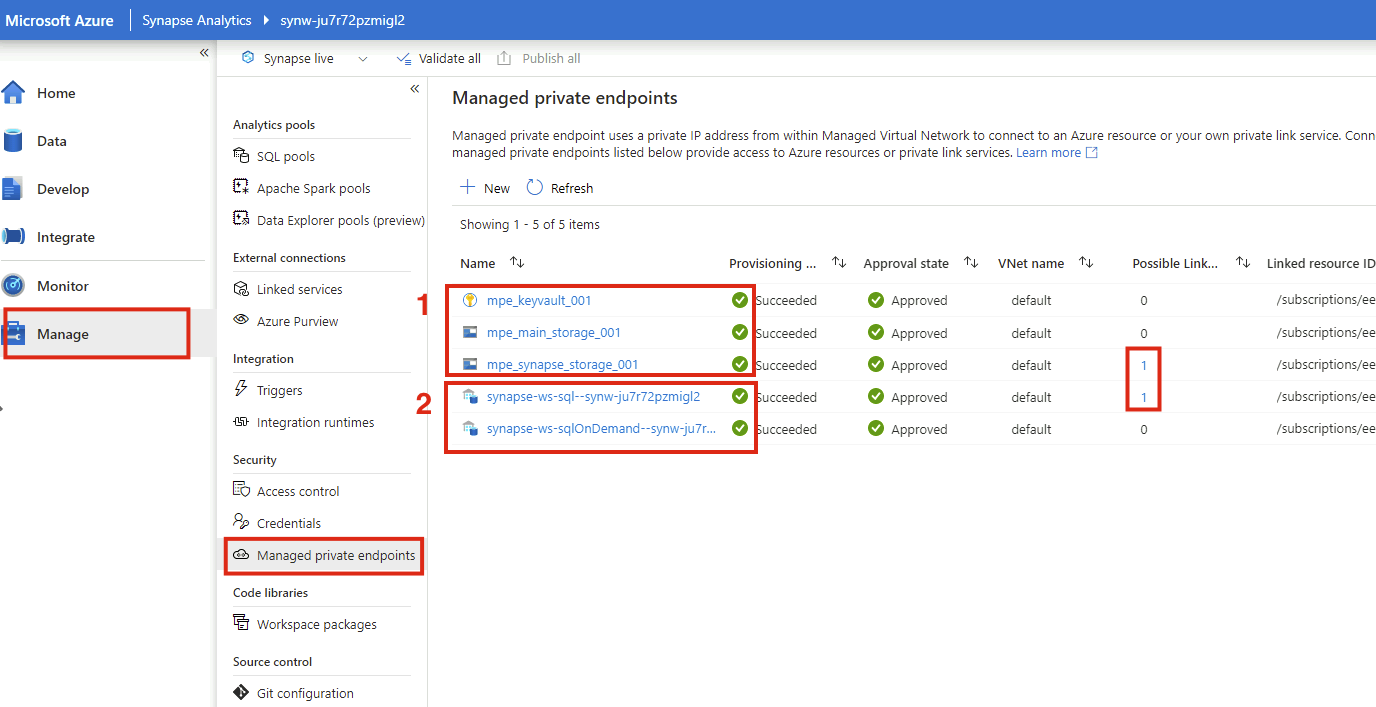 Microsoft Azure Synapse Analytics synw-ju7r72pzmigl2
« Synapse live Validate all Publish all
Home
Data
Develop
Integrate
Monitor
Manage
«
Analytics pools
SQL pools
Apache Spark pools
Data Explorer pools (preview)
External connections
Linked services
Azure Purview
Integration
Triggers
Integration runtimes
Security
Access control
Credentials
Managed private endpoints
Code libraries
Workspace packages
Source control
Git configuration
Managed private endpoints
Managed private endpoint uses a private IP address from within Managed Virtual Network to connect to an Azure resource or your own private link service. Conn
managed private endpoints listed below provide access to Azure resources or private link services. Learn more
New Refresh
Showing 1 - 5 of 5 items
Name Provisioning ... Approval state VNet name Possible Link... Linked resource ID
1
mpe_keyvault_001 Succeeded Approved default 0 /subscriptions/ee
mpe_main_storage_001 Succeeded Approved default 0 /subscriptions/ee
mpe_synapse_storage_001 Succeeded Approved default 1 /subscriptions/ee
2
synapse-ws-sql--synw-ju7r72pzmigl2 Succeeded Approved default 1 /subscriptions/ee
synapse-ws-sqlOnDemand--synw-ju7r... Succeeded Approved default 0 /subscriptions/ee